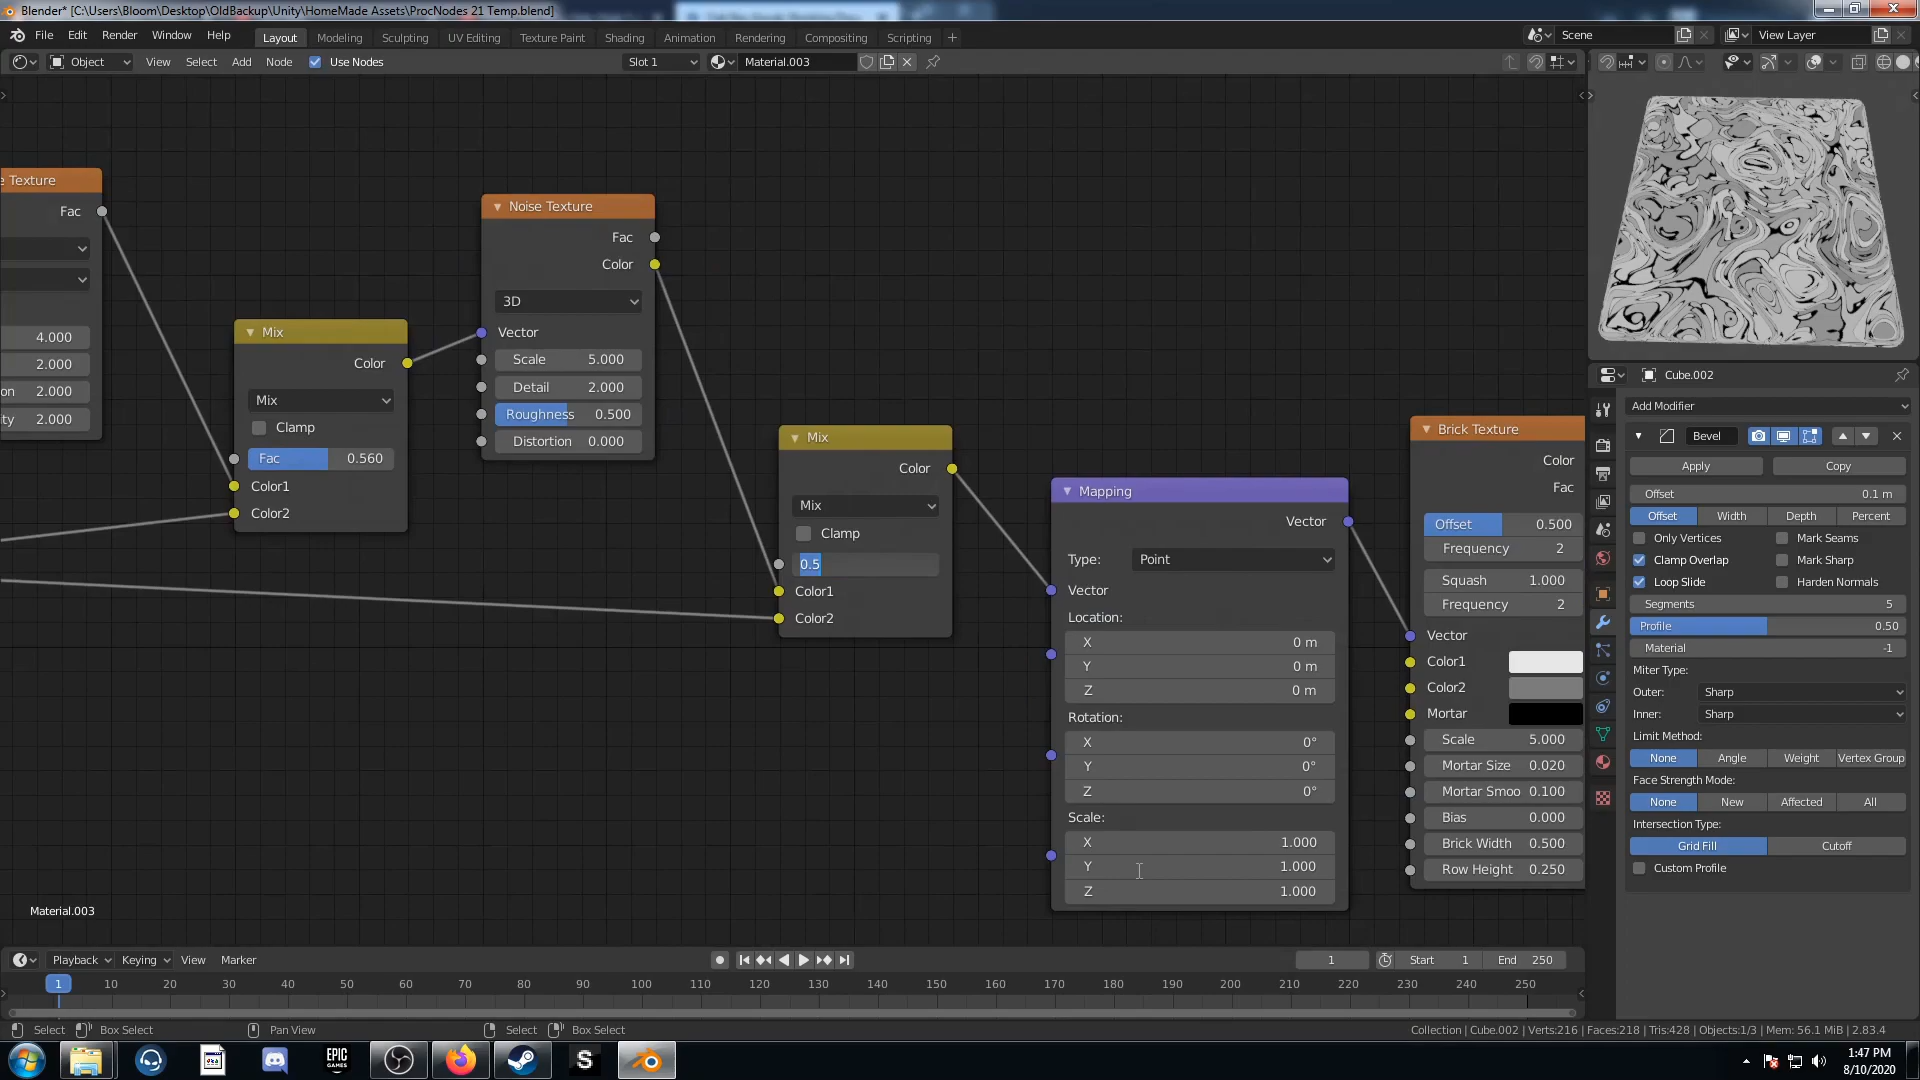 Blender* [C:\Users\Bloom\Desktop\OldBackup\Unity\HomeMade Assets\ProcNodes 21 Temp.blend]
File Edit Render Window Help Layout Modeling Sculpting UV Editing Texture Paint Shading Animation Rendering Compositing Scripting Scene View Layer
Object View Select Add Node Use Nodes Slot 1 Material.003
e Texture
Fac
4.000
2.000
on 2.000
ity 2.000
Mix
Color
Mix
Clamp
Fac 0.560
Color1
Color2
Noise Texture
Fac
Color
3D
Vector
Scale 5.000
Detail 2.000
Roughness 0.500
Distortion 0.000
Mix
Color
Mix
Clamp
0.5
Color1
Color2
Mapping
Vector
Type: Point
Vector
Location:
X 0 m
Y 0 m
Z 0 m
Rotation:
X 0°
Y 0°
Z 0°
Scale:
X 1.000
Y 1.000
Z 1.000
Brick Texture
Color
Fac
Offset 0.500
Frequency 2
Squash 1.000
Frequency 2
Vector
Color1
Color2
Mortar
Scale 5.000
Mortar Size 0.020
Mortar Smoo 0.100
Bias 0.000
Brick Width 0.500
Row Height 0.250
Material.003
Cube.002
Add Modifier
Bevel
Apply Copy
Offset 0.1 m
Offset Width Depth Percent
Only Vertices Mark Seams
Clamp Overlap Mark Sharp
Loop Slide Harden Normals
Segments 5
Profile 0.50
Material -1
Miter Type:
Outer: Sharp
Inner: Sharp
Limit Method:
None Angle Weight Vertex Group
Face Strength Mode:
None New Affected All
Intersection Type:
Grid Fill Cutoff
Custom Profile
Playback Keying View Marker 1 Start 1 End 250
1 10 20 30 40 50 60 70 80 90 100 110 120 130 140 150 160 170 180 190 200 210 220 230 240 250
Select Box Select Pan View Select Box Select Collection | Cube.002 | Verts:216 | Faces:218 | Tris:428 | Objects:1/3 | Mem: 56.1 MiB | 2.83.4
EPIC GAMES
S
1:47 PM
8/10/2020